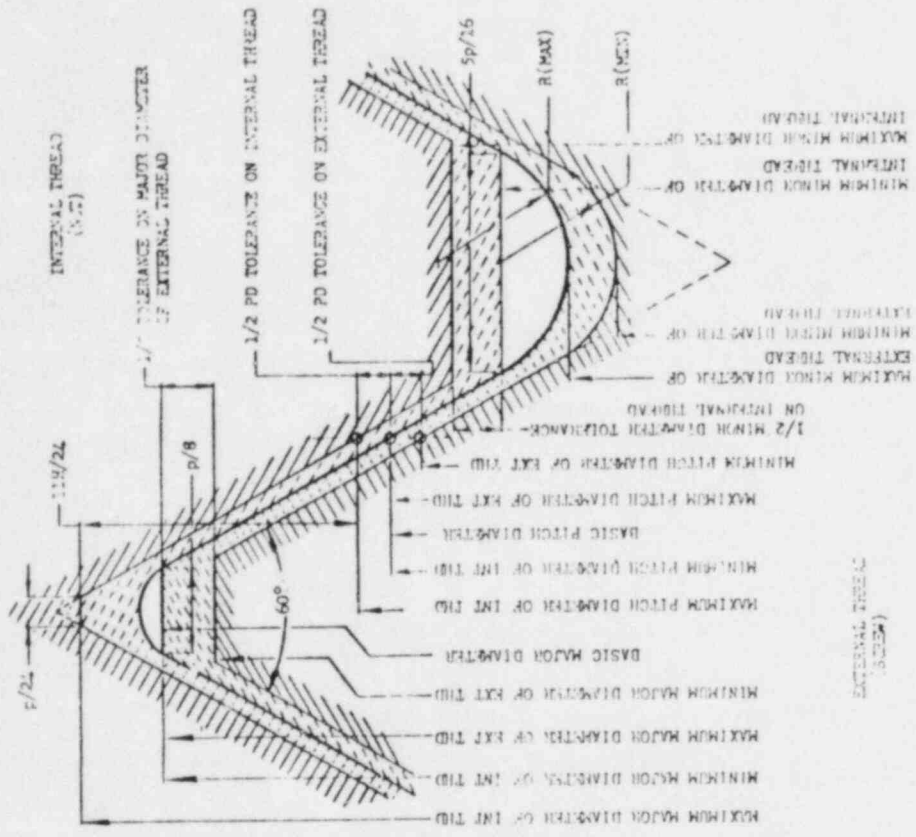 INTERNAL THREAD
TOLERANCE ON MAJOR DIAMETER
OF EXTERNAL THREAD
1/2 PD TOLERANCE ON INTERNAL THREAD
1/2 PD TOLERANCE ON EXTERNAL THREAD
5p/16
R(MAX)
R(MIN)
11H/24
p/8
p/24
60°
MAXIMUM MINOR DIAMETER OF
INTERNAL THREAD
MINIMUM MINOR DIAMETER OF
INTERNAL THREAD
MINIMUM MINOR DIAMETER OF
EXTERNAL THREAD
MAXIMUM MINOR DIAMETER OF
EXTERNAL THREAD
1/2 MINOR DIAMETER TOLERANCE
ON INTERNAL THREAD
MINIMUM PITCH DIAMETER OF EXT THD
MAXIMUM PITCH DIAMETER OF EXT THD
BASIC PITCH DIAMETER
MINIMUM PITCH DIAMETER OF INT THD
MAXIMUM PITCH DIAMETER OF INT THD
BASIC MAJOR DIAMETER
MINIMUM MAJOR DIAMETER OF EXT THD
MAXIMUM MAJOR DIAMETER OF EXT THD
MINIMUM MAJOR DIAMETER OF INT THD
MAXIMUM MAJOR DIAMETER OF INT THD
EXTERNAL THREAD
(SCREW)